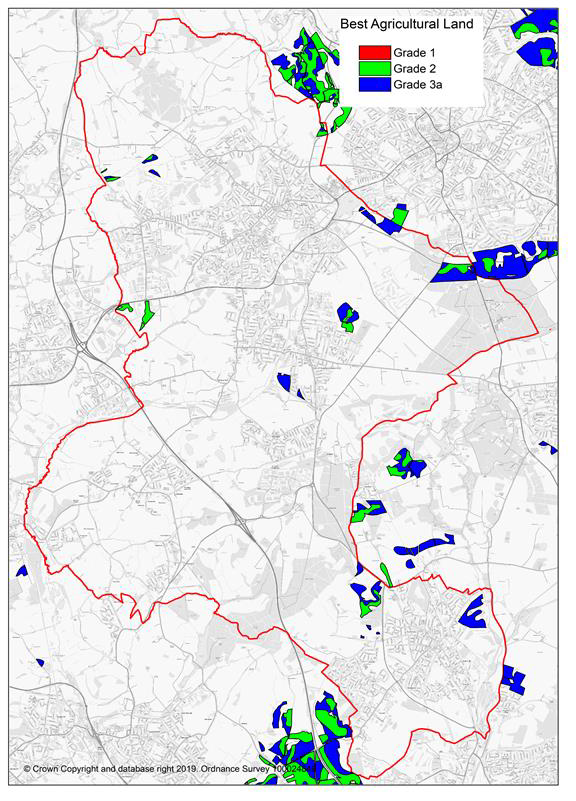 Best Agricultural Land
Grade 1
Grade 2
Grade 3a
© Crown Copyright and database right 2019. Ordnance Survey